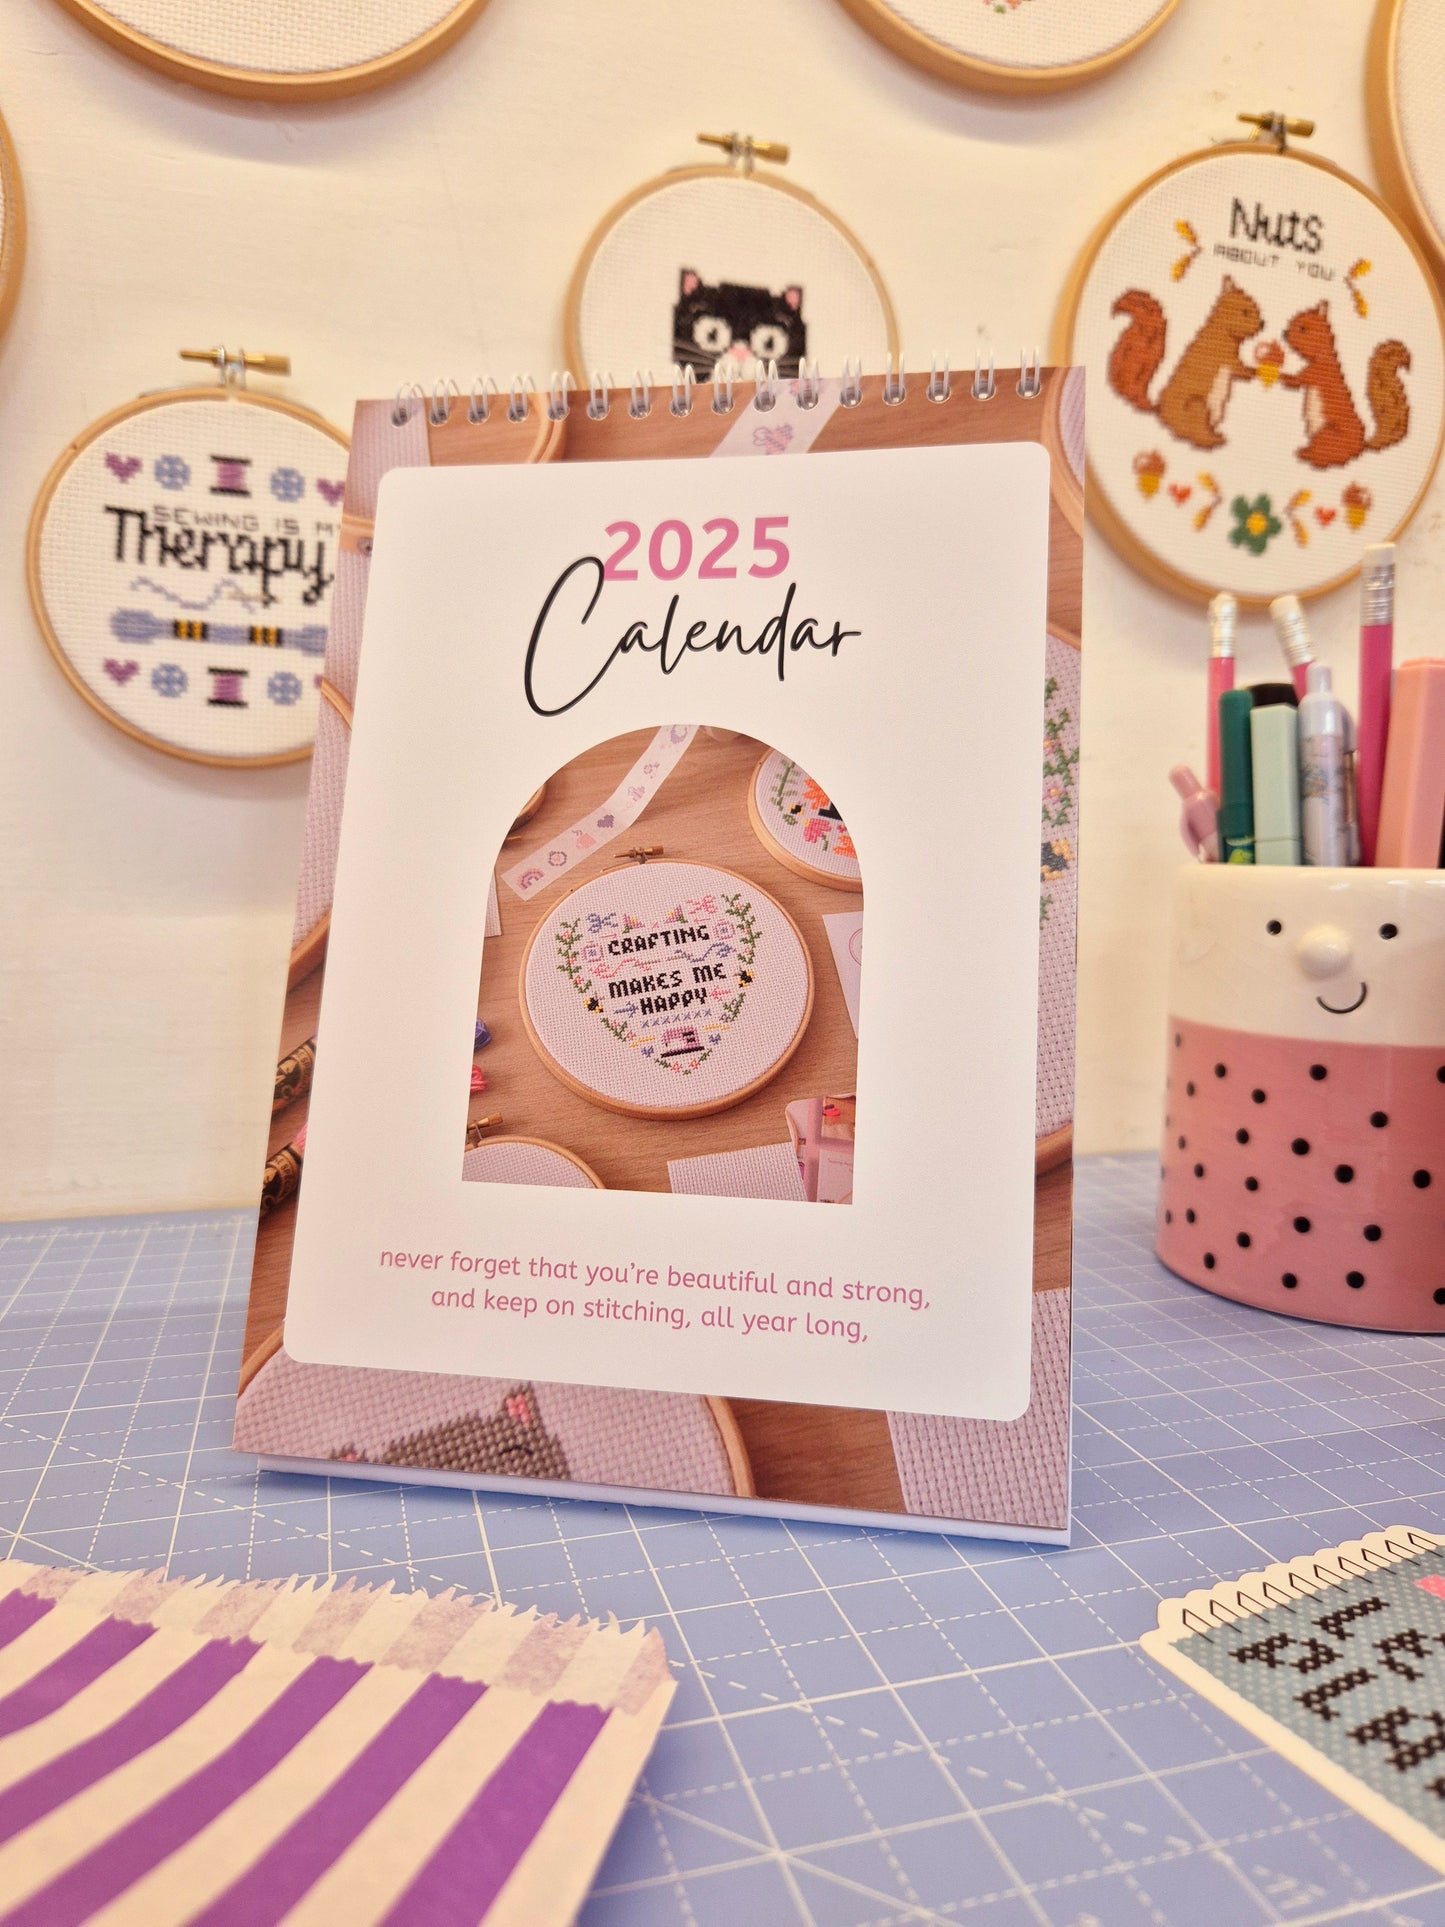 Nuts
ABOUT YOU
SEWING IS
Therapy
2025
Calendar
CRAFTING
MAKES ME
HAPPY
never forget that you're beautiful and strong,
and keep on stitching, all year long,